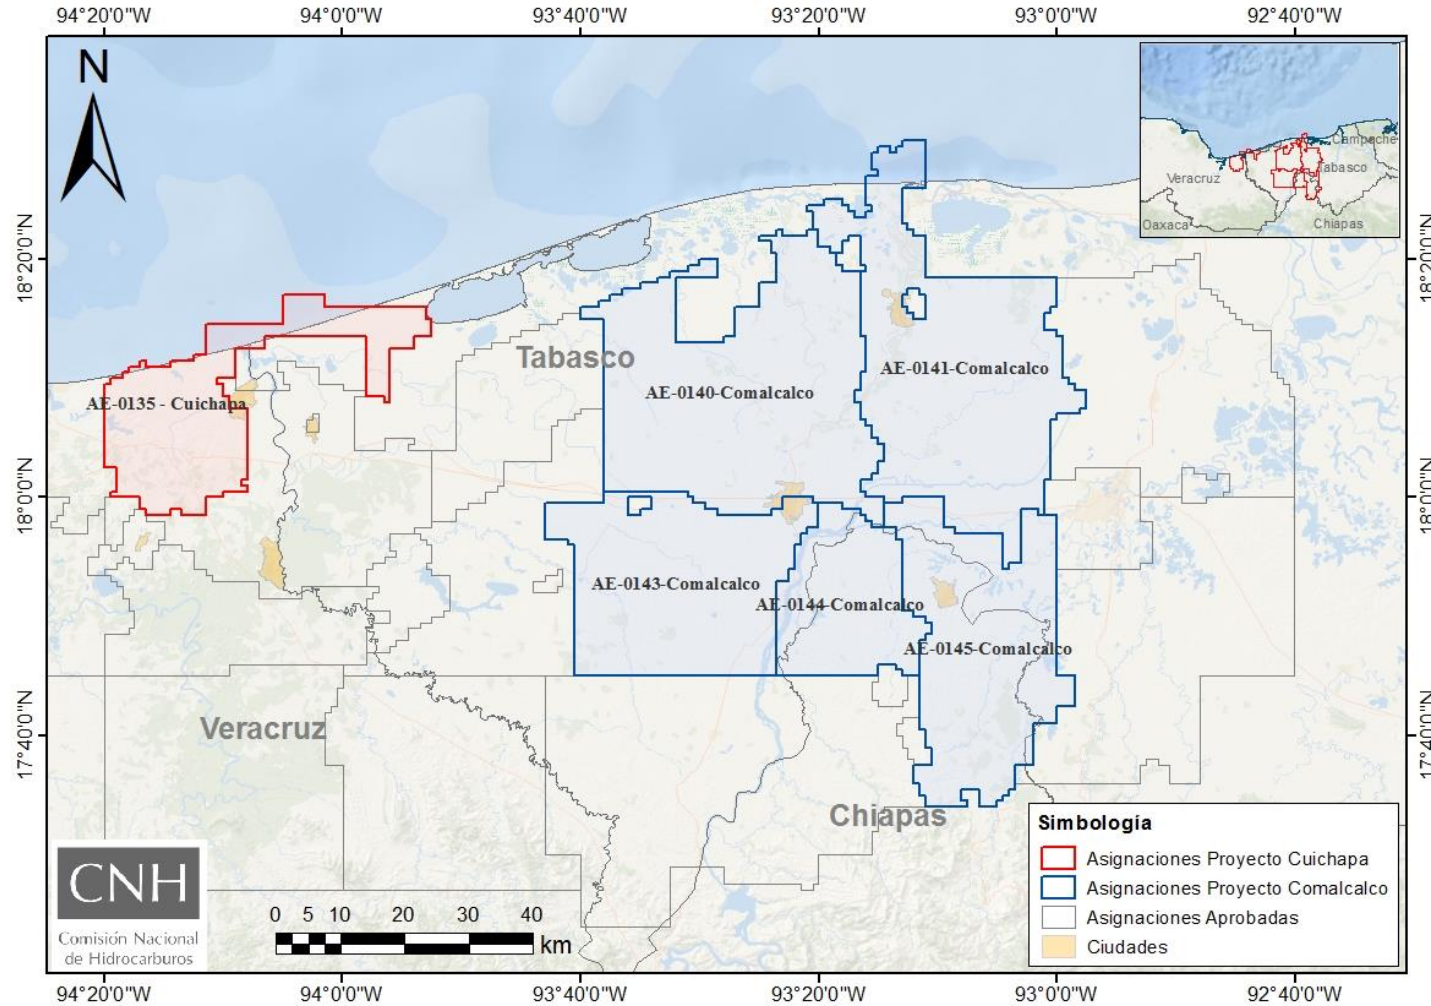 94°20'0"W 94°0'0"W 93°40'0"W 93°20'0"W 93°0'0"W 92°40'0"W
N
Campeche
Veracruz
Tabasco
Oaxaca
Chiapas
18°20'0"N
18°20'0"N
Tabasco
AE-0141-Comalcalco
AE-0140-Comalcalco
AE-0135 - Cuichapa
18°0'0"N
18°0'0"N
AE-0143-Comalcalco
AE-0144-Comalcalco
AE-0145-Comalcalco
Veracruz
17°40'0"N
17°40'0"N
Chiapas
Simbología
Asignaciones Proyecto Cuichapa
Asignaciones Proyecto Comalcalco
Asignaciones Aprobadas
Ciudades
CNH
Comisión Nacional
de Hidrocarburos
0 5 10 20 30 40
km
94°20'0"W 94°0'0"W 93°40'0"W 93°20'0"W 93°0'0"W 92°40'0"W